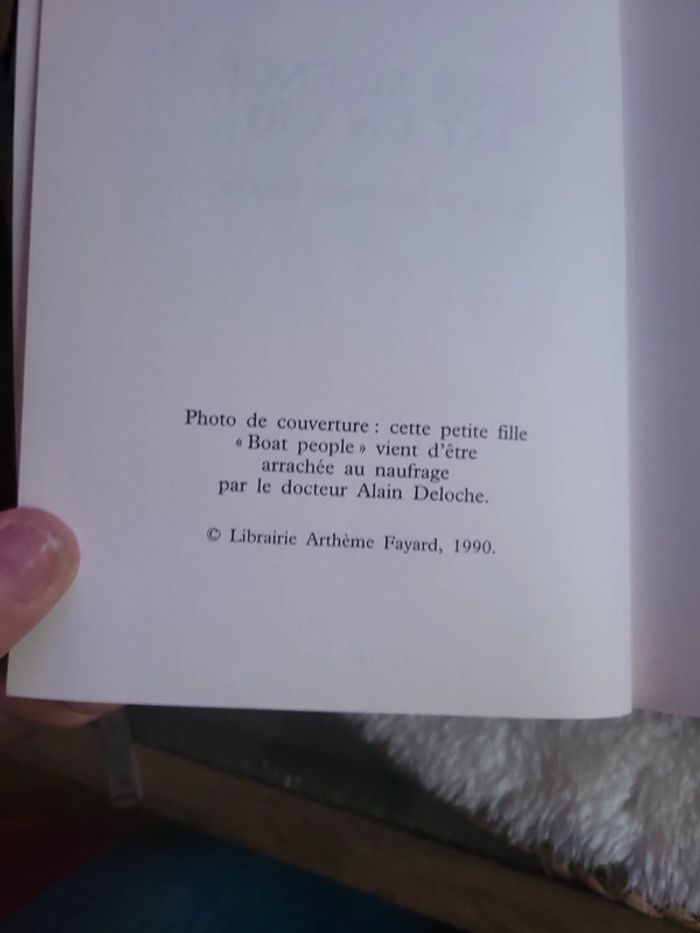 Photo de couverture : cette petite fille
« Boat people » vient d'être
arrachée au naufrage
par le docteur Alain Deloche.
© Librairie Arthème Fayard, 1990.